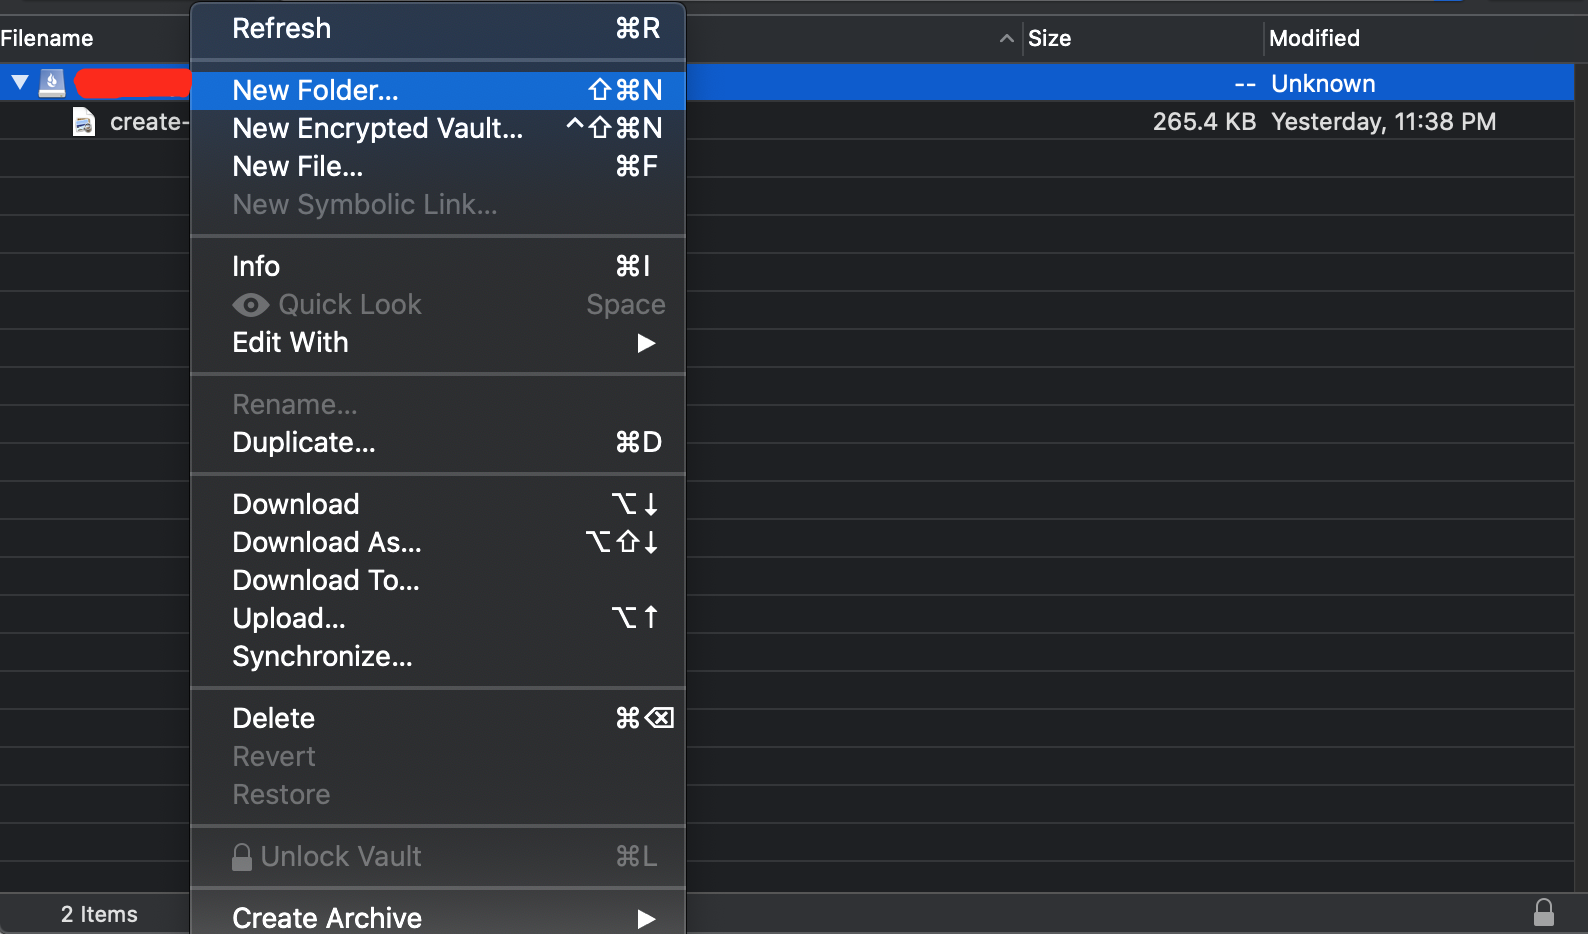 Filename Size Modified
-- Unknown
create- 265.4 KB Yesterday, 11:38 PM
Refresh ⌘R
New Folder... ⇧⌘N
New Encrypted Vault... ^⇧⌘N
New File... ⌘F
New Symbolic Link...
Info ⌘I
Quick Look Space
Edit With ▶
Rename...
Duplicate... ⌘D
Download ⌥↓
Download As... ⌥⇧↓
Download To...
Upload... ⌥↑
Synchronize...
Delete ⌘⌫
Revert
Restore
Unlock Vault ⌘L
Create Archive ▶
2 Items